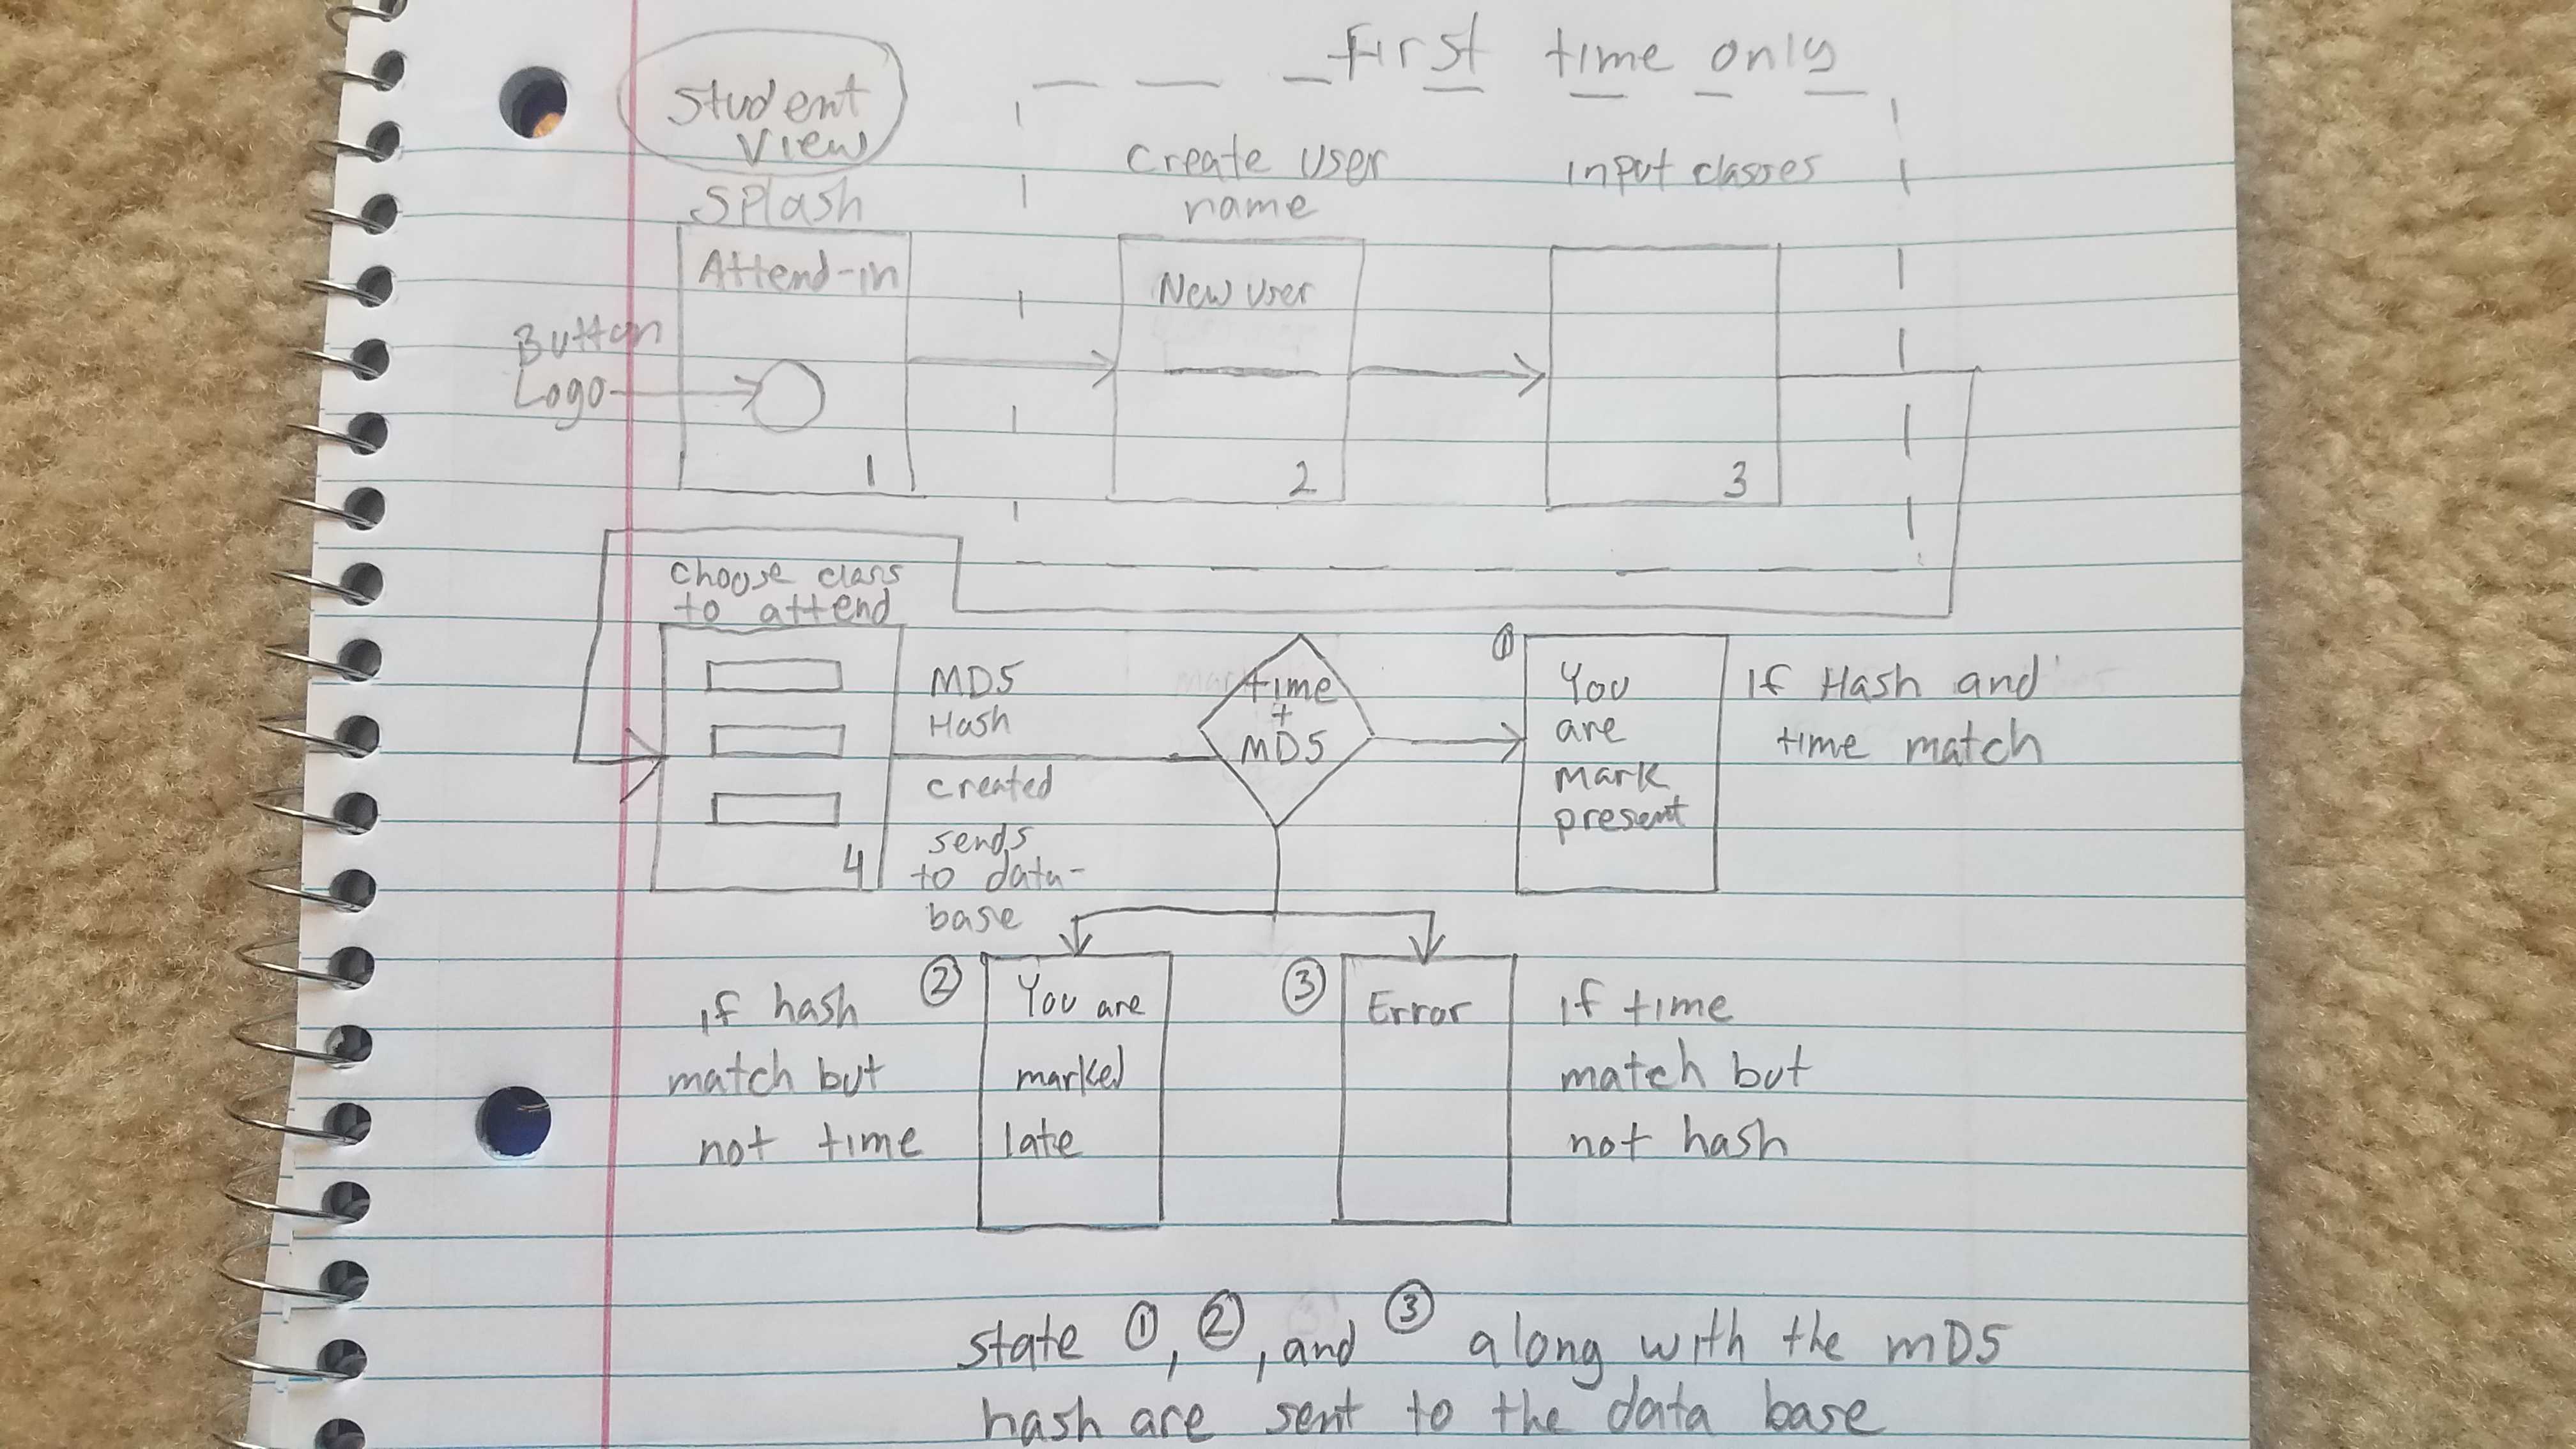 First time only
Student
View
Splash
Create user
name
input classes
Attend-in
Button
Logo
1
New user
2
3
choose class
to attend
4
MD5
Hash
created
sends
to data-
base
time
+
MD5
①
You
are
mark
present
If Hash and
time match
if hash
match but
not time
②
You are
marked
late
③
Error
if time
match but
not hash
state ①, ②, and ③ along with the MD5
hash are sent to the data base